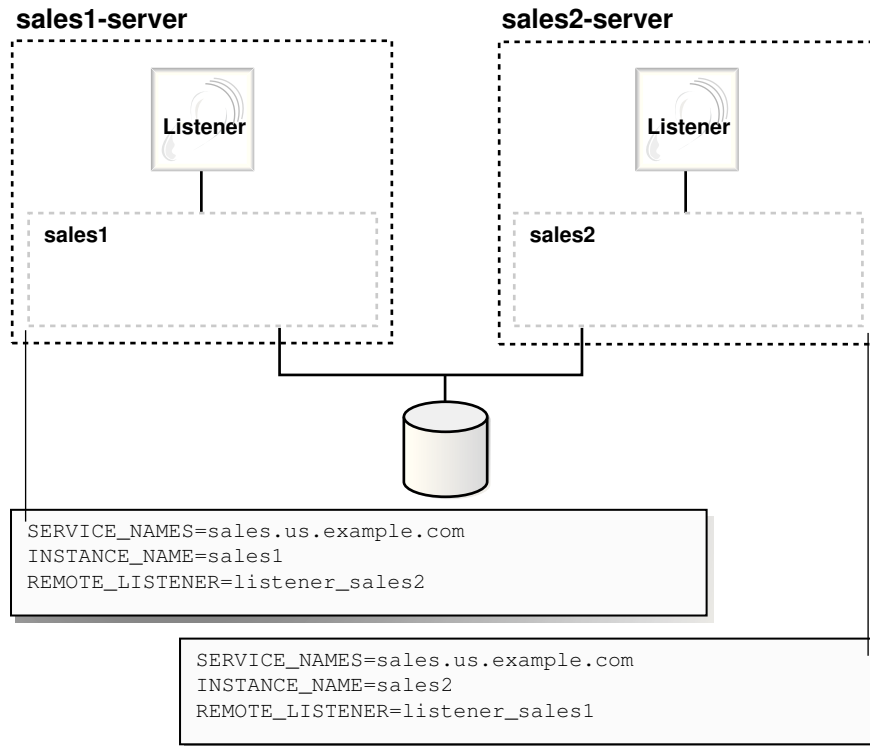 sales1-server
sales2-server
Listener
Listener
sales1
sales2
SERVICE_NAMES=sales.us.example.com
INSTANCE_NAME=sales1
REMOTE_LISTENER=listener_sales2
SERVICE_NAMES=sales.us.example.com
INSTANCE_NAME=sales2
REMOTE_LISTENER=listener_sales1